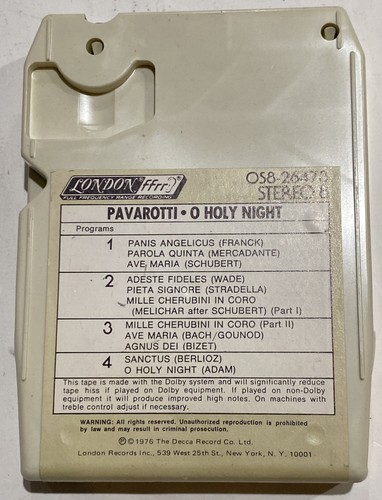 LONDON ffrr
FULL FREQUENCY RANGE RECORDING
OS8-26473
STEREO 8
PAVAROTTI • O HOLY NIGHT
Programs
1 PANIS ANGELICUS (FRANCK)
PAROLA QUINTA (MERCADANTE)
AVE MARIA (SCHUBERT)
2 ADESTE FIDELES (WADE)
PIETA SIGNORE (STRADELLA)
MILLE CHERUBINI IN CORO
(MELICHAR after SCHUBERT) (Part I)
3 MILLE CHERUBINI IN CORO (Part II)
AVE MARIA (BACH/GOUNOD)
AGNUS DEI (BIZET)
4 SANCTUS (BERLIOZ)
O HOLY NIGHT (ADAM)
This tape is made with the Dolby system and will significantly reduce
tape hiss if played on Dolby equipment. If played on non-Dolby
equipment it will produce improved high notes. On machines with
treble control adjust if necessary.
WARNING: All rights reserved. Unauthorized reproduction is prohibited
by law and may result in criminal prosecution.
Ⓟ © 1976 The Decca Record Co. Ltd.
London Records Inc., 539 West 25th St., New York, N. Y. 10001